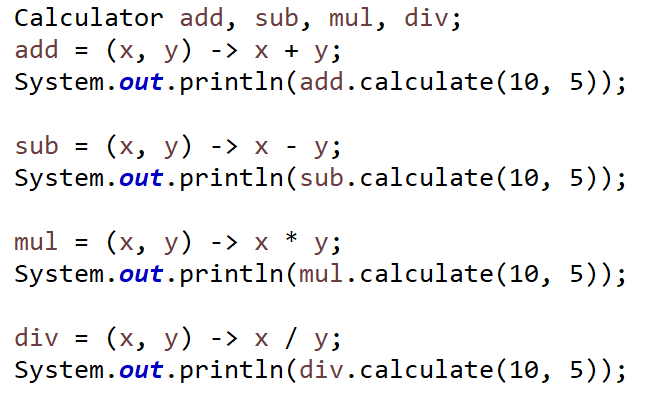 Calculator add, sub, mul, div;
add = (x, y) -> x + y;
System.out.println(add.calculate(10, 5));
sub = (x, y) -> x - y;
System.out.println(sub.calculate(10, 5));
mul = (x, y) -> x * y;
System.out.println(mul.calculate(10, 5));
div = (x, y) -> x / y;
System.out.println(div.calculate(10, 5));